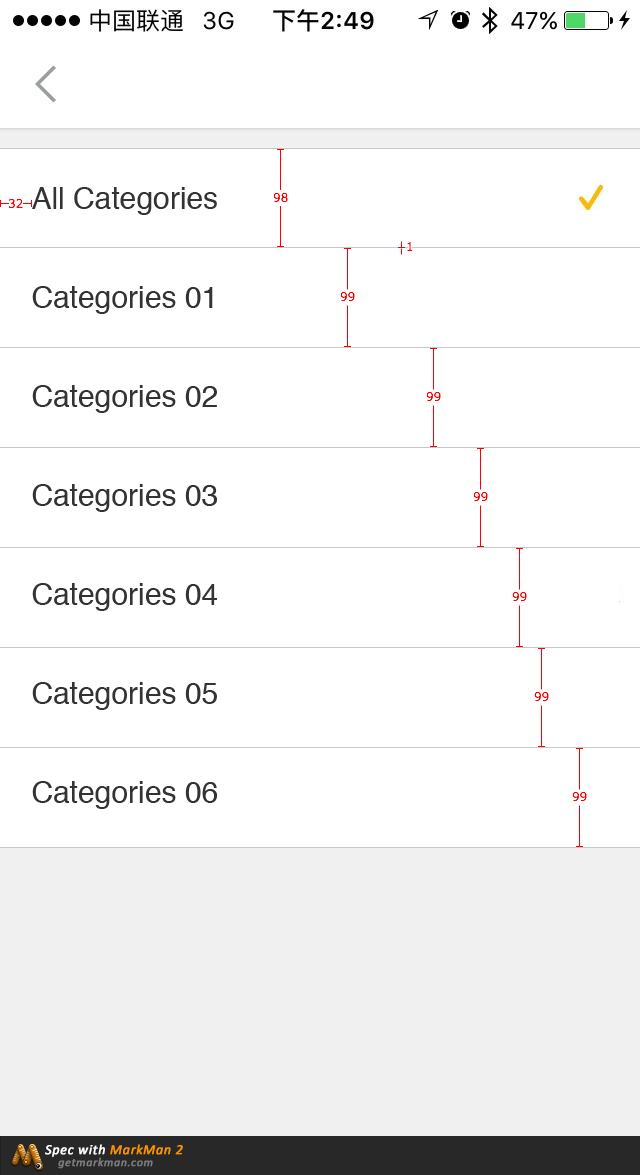 中国联通 3G 下午2:49 47%
All Categories
32
98
1
Categories 01
99
Categories 02
99
Categories 03
99
Categories 04
99
Categories 05
99
Categories 06
99
Spec with MarkMan 2
getmarkman.com